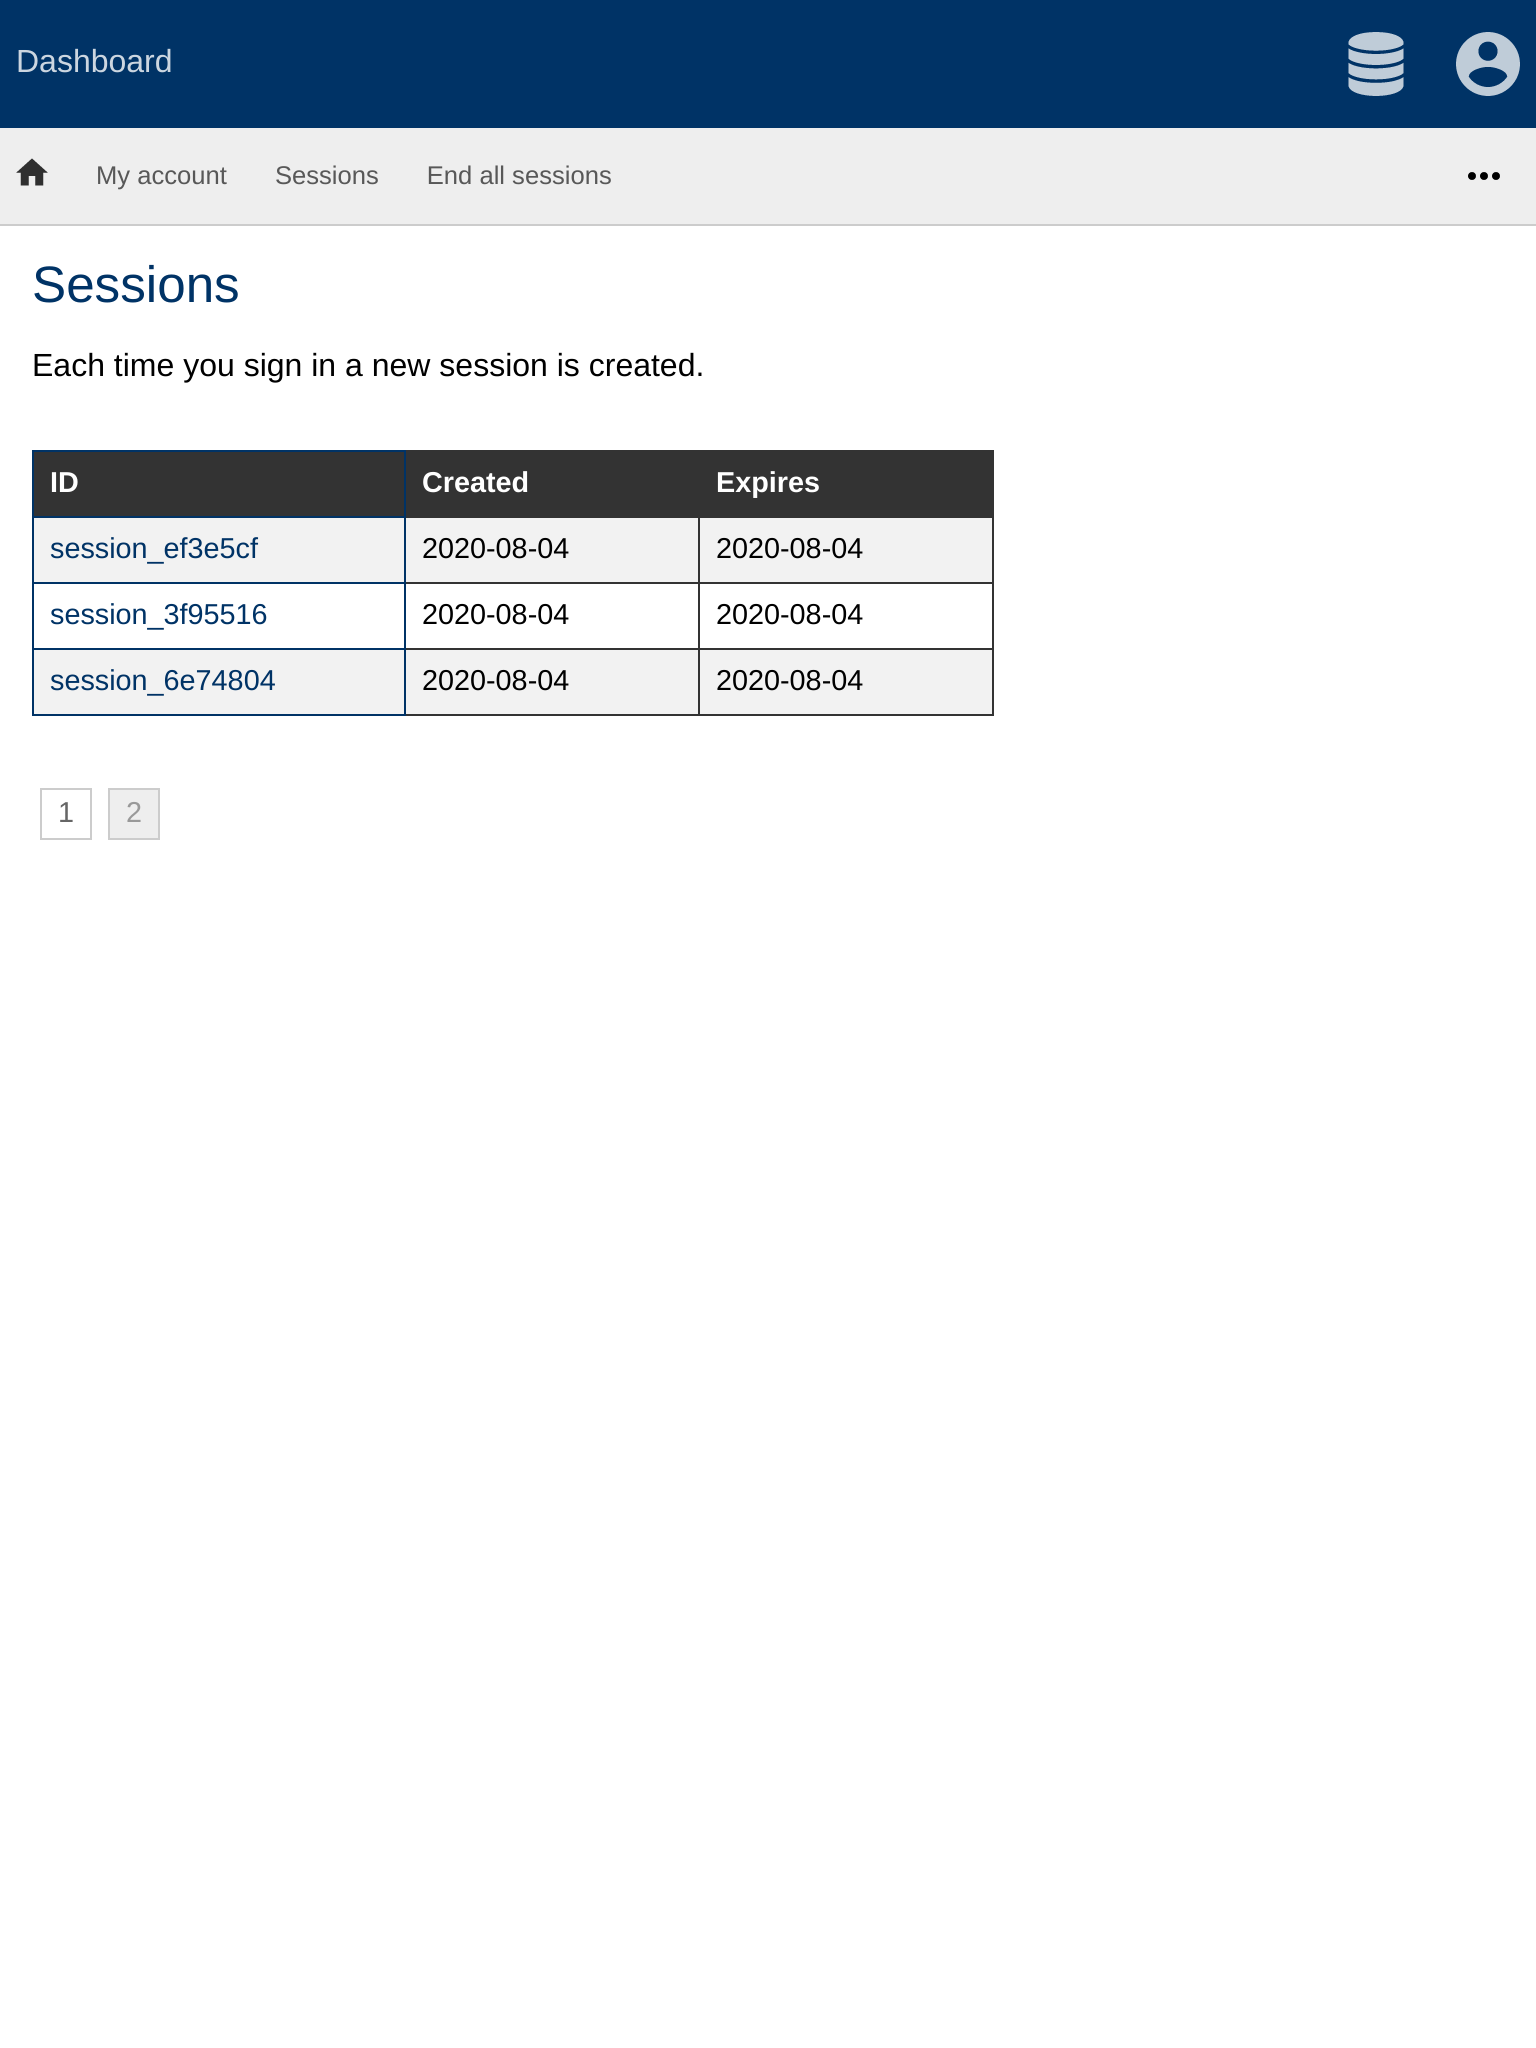 Dashboard
My account Sessions End all sessions
Sessions
Each time you sign in a new session is created.
ID Created Expires
session_ef3e5cf 2020-08-04 2020-08-04
session_3f95516 2020-08-04 2020-08-04
session_6e74804 2020-08-04 2020-08-04
1 2